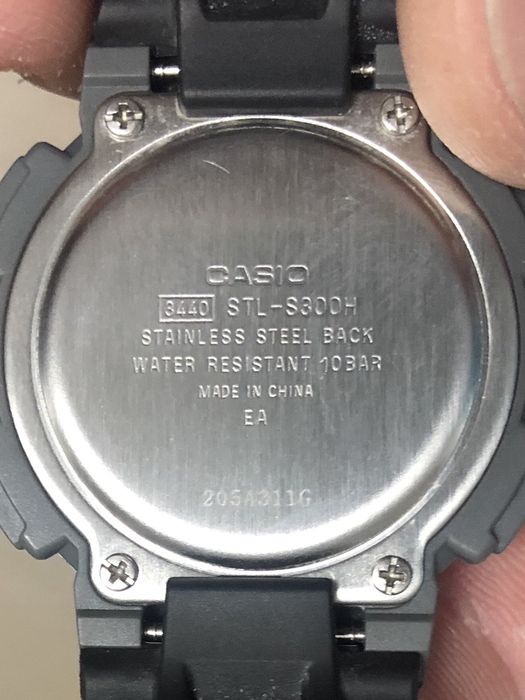 CASIO
3440 STL-S300H
STAINLESS STEEL BACK
WATER RESISTANT 10BAR
MADE IN CHINA
EA
205A311G